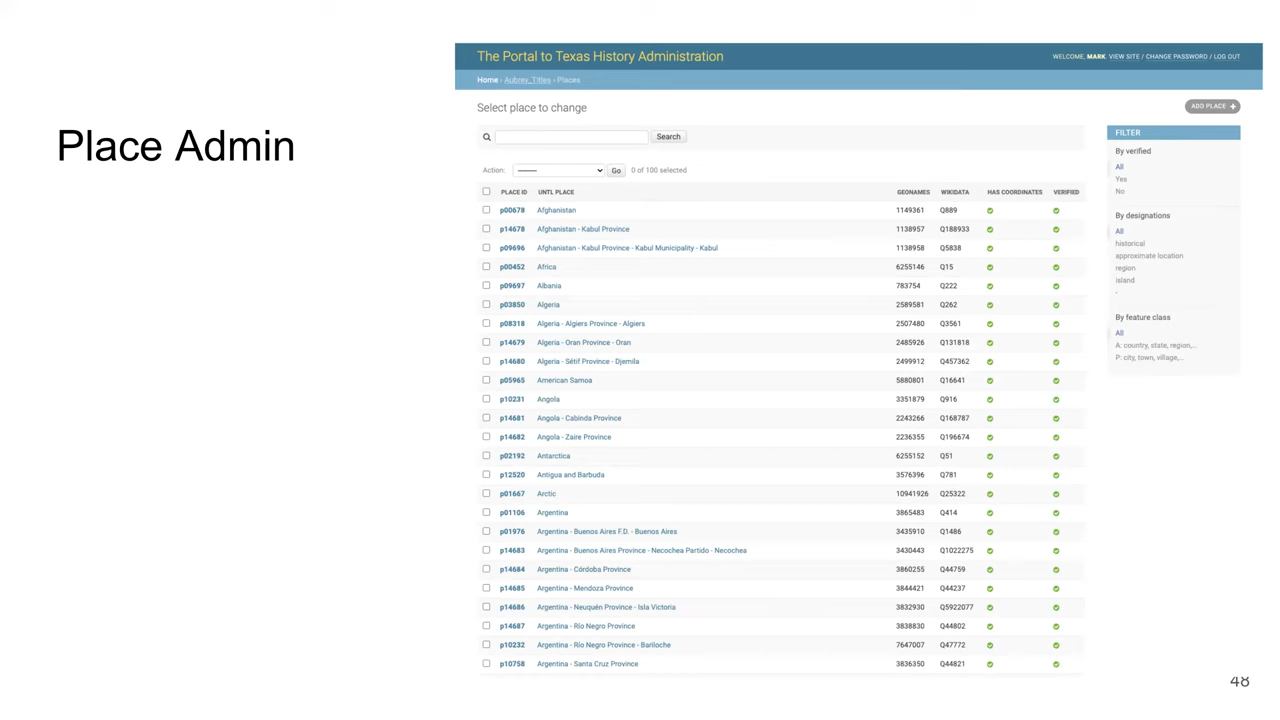 Place Admin
The Portal to Texas History Administration
WELCOME, MARK VIEW SITE / CHANGE PASSWORD / LOG OUT
Home › Aubrey_Titles › Places
Select place to change
ADD PLACE +
Search
Action: -------- Go 0 of 100 selected
PLACE ID UNTL PLACE GEONAMES WIKIDATA HAS COORDINATES VERIFIED
p00678 Afghanistan 1149361 Q889
p14678 Afghanistan - Kabul Province 1138957 Q188933
p09696 Afghanistan - Kabul Province - Kabul Municipality - Kabul 1138958 Q5838
p00452 Africa 6255146 Q15
p09697 Albania 783754 Q222
p03850 Algeria 2589581 Q262
p08318 Algeria - Algiers Province - Algiers 2507480 Q3561
p14679 Algeria - Oran Province - Oran 2485926 Q131818
p14680 Algeria - Sétif Province - Djemila 2499912 Q457362
p05965 American Samoa 5880801 Q16641
p10231 Angola 3351879 Q916
p14681 Angola - Cabinda Province 2243266 Q168787
p14682 Angola - Zaire Province 2236355 Q196674
p02192 Antarctica 6255152 Q51
p12520 Antigua and Barbuda 3576396 Q781
p01667 Arctic 10941926 Q25322
p01106 Argentina 3865483 Q414
p01976 Argentina - Buenos Aires F.D. - Buenos Aires 3435910 Q1486
p14683 Argentina - Buenos Aires Province - Necochea Partido - Necochea 3430443 Q1022275
p14684 Argentina - Córdoba Province 3860255 Q44759
p14685 Argentina - Mendoza Province 3844421 Q44237
p14686 Argentina - Neuquén Province - Isla Victoria 3832930 Q5922077
p14687 Argentina - Río Negro Province 3838830 Q44802
p10232 Argentina - Río Negro Province - Bariloche 7647007 Q47772
p10758 Argentina - Santa Cruz Province 3836350 Q44821
FILTER
By verified
All
Yes
No
By designations
All
historical
approximate location
region
island
-
By feature class
All
A: country, state, region,...
P: city, town, village,...
48